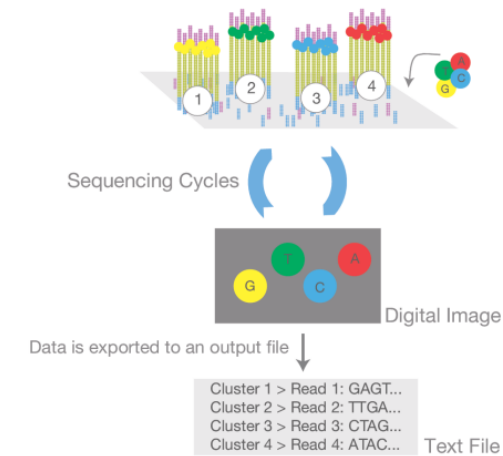 1
2
3
4
A
T
C
G
Sequencing Cycles
T
A
G
C
Digital Image
Data is exported to an output file
Cluster 1 > Read 1: GAGT...
Cluster 2 > Read 2: TTGA...
Cluster 3 > Read 3: CTAG...
Cluster 4 > Read 4: ATAC...
Text File